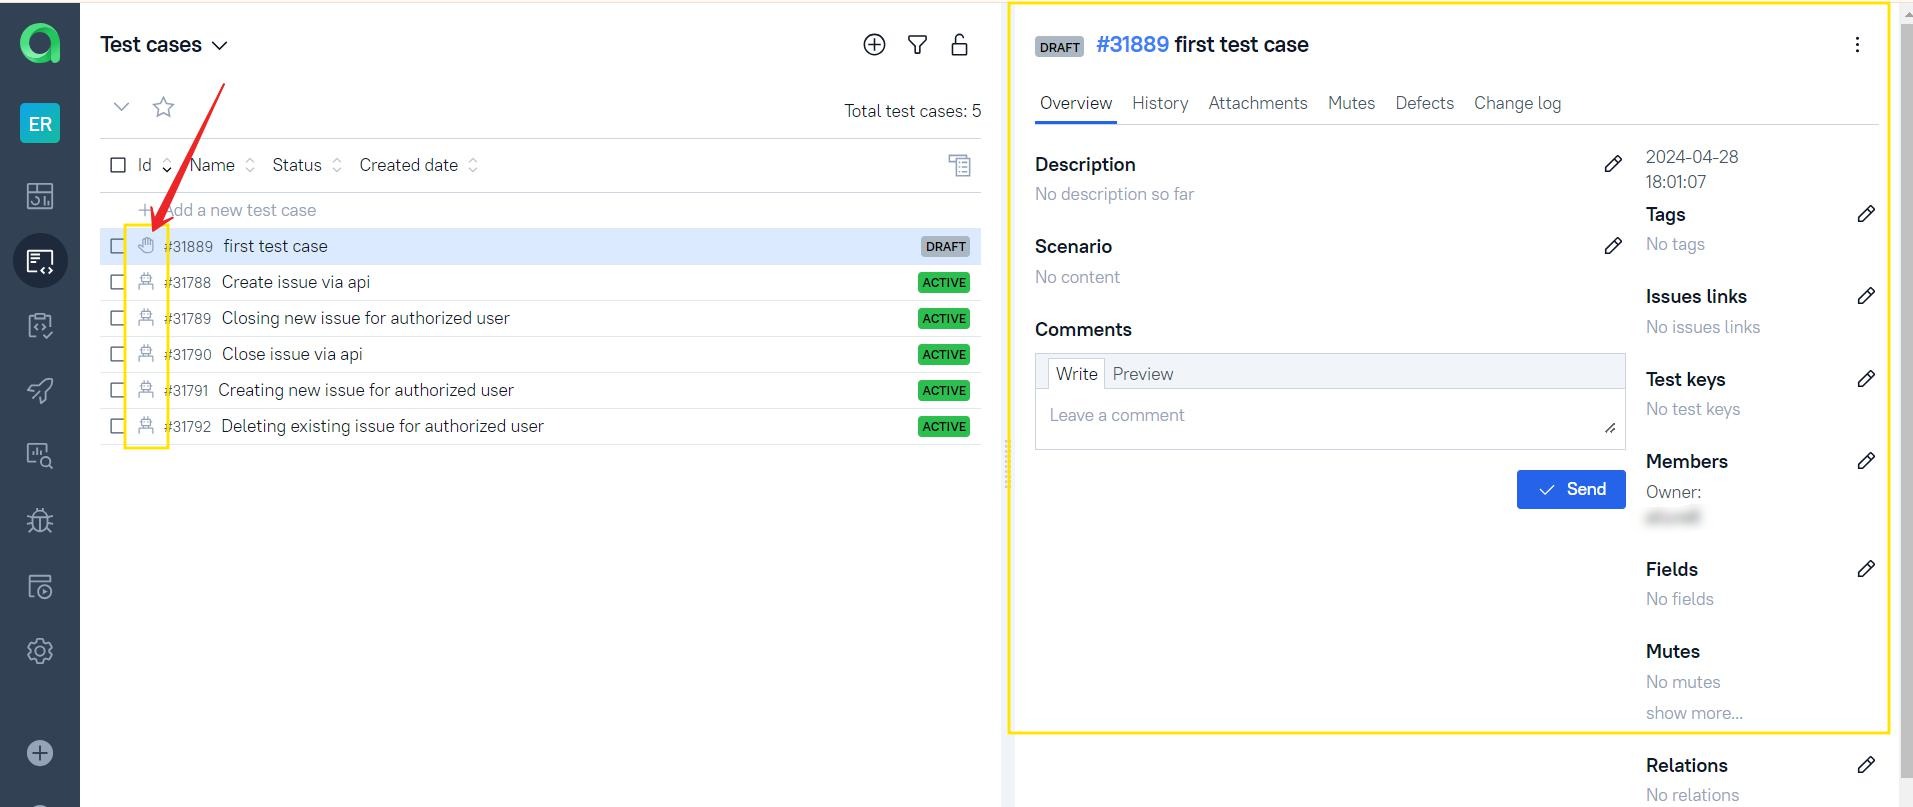 ER
Test cases
Total test cases: 5
Id Name Status Created date
+ Add a new test case
#31889 first test case DRAFT
#31788 Create issue via api ACTIVE
#31789 Closing new issue for authorized user ACTIVE
#31790 Close issue via api ACTIVE
#31791 Creating new issue for authorized user ACTIVE
#31792 Deleting existing issue for authorized user ACTIVE
DRAFT #31889 first test case
Overview History Attachments Mutes Defects Change log
Description
No description so far
Scenario
No content
Comments
Write Preview
Leave a comment
Send
2024-04-28
18:01:07
Tags
No tags
Issues links
No issues links
Test keys
No test keys
Members
Owner:
Fields
No fields
Mutes
No mutes
show more...
Relations
No relations